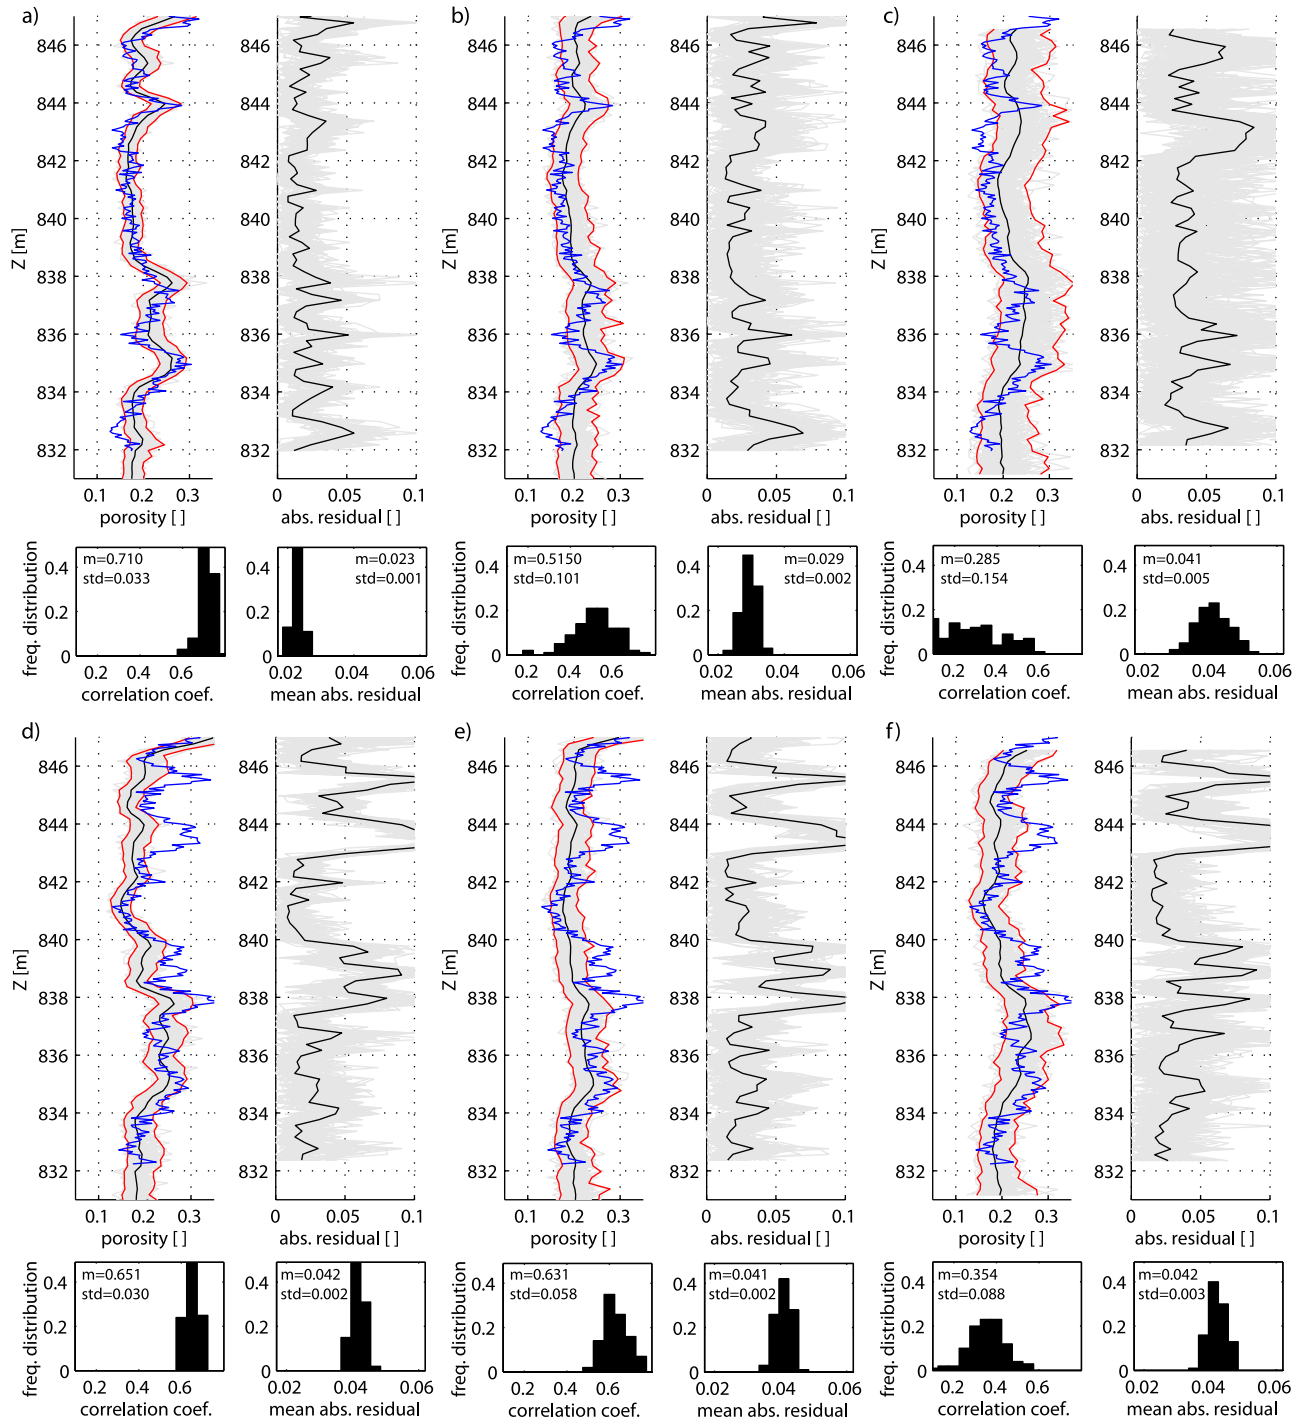 a)
846
844
842
840
838
836
834
832
Z [m]
0.1 0.2 0.3
porosity [ ]
846
844
842
840
838
836
834
832
0 0.05 0.1
abs. residual [ ]
b)
846
844
842
840
838
836
834
832
Z [m]
0.1 0.2 0.3
porosity [ ]
846
844
842
840
838
836
834
832
0 0.05 0.1
abs. residual [ ]
c)
846
844
842
840
838
836
834
832
Z [m]
0.1 0.2 0.3
porosity [ ]
846
844
842
840
838
836
834
832
0 0.05 0.1
abs. residual [ ]
freq. distribution
0.4
0.2
0
m=0.710
std=0.033
0.2 0.4 0.6
correlation coef.
0.4
0.2
0
m=0.023
std=0.001
0.02 0.04 0.06
mean abs. residual
freq. distribution
0.4
0.2
0
m=0.5150
std=0.101
0.2 0.4 0.6
correlation coef.
0.4
0.2
0
m=0.029
std=0.002
0.02 0.04 0.06
mean abs. residual
freq. distribution
0.4
0.2
0
m=0.285
std=0.154
0.2 0.4 0.6
correlation coef.
0.4
0.2
0
m=0.041
std=0.005
0.02 0.04 0.06
mean abs. residual
d)
846
844
842
840
838
836
834
832
Z [m]
0.1 0.2 0.3
porosity [ ]
846
844
842
840
838
836
834
832
0 0.05 0.1
abs. residual [ ]
e)
846
844
842
840
838
836
834
832
Z [m]
0.1 0.2 0.3
porosity [ ]
846
844
842
840
838
836
834
832
0 0.05 0.1
abs. residual [ ]
f)
846
844
842
840
838
836
834
832
Z [m]
0.1 0.2 0.3
porosity [ ]
846
844
842
840
838
836
834
832
0 0.05 0.1
abs. residual [ ]
freq. distribution
0.4
0.2
0
m=0.651
std=0.030
0.2 0.4 0.6
correlation coef.
0.4
0.2
0
m=0.042
std=0.002
0.02 0.04 0.06
mean abs. residual
freq. distribution
0.4
0.2
0
m=0.631
std=0.058
0.2 0.4 0.6
correlation coef.
0.4
0.2
0
m=0.041
std=0.002
0.02 0.04 0.06
mean abs. residual
freq. distribution
0.4
0.2
0
m=0.354
std=0.088
0.2 0.4 0.6
correlation coef.
0.4
0.2
0
m=0.042
std=0.003
0.02 0.04 0.06
mean abs. residual